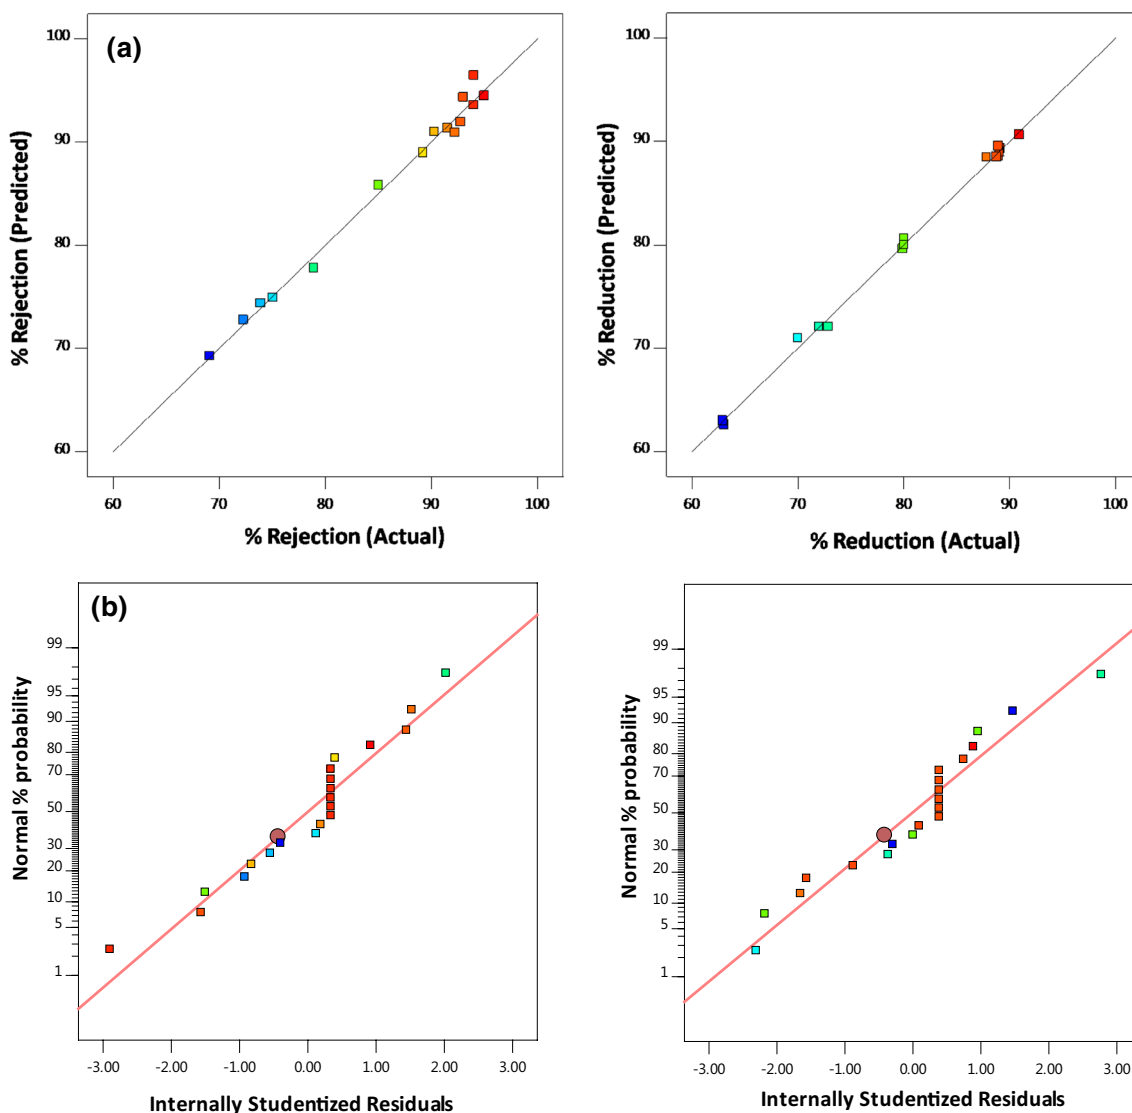 (a)
% Rejection (Predicted)
100
90
80
70
60
60 70 80 90 100
% Rejection (Actual)
% Reduction (Predicted)
100
90
80
70
60
60 70 80 90 100
% Reduction (Actual)
(b)
Normal % probability
99
95
90
80
70
50
30
20
10
5
1
-3.00 -2.00 -1.00 0.00 1.00 2.00 3.00
Internally Studentized Residuals
Normal % probability
99
95
90
80
70
50
30
20
10
5
1
-3.00 -2.00 -1.00 0.00 1.00 2.00 3.00
Internally Studentized Residuals